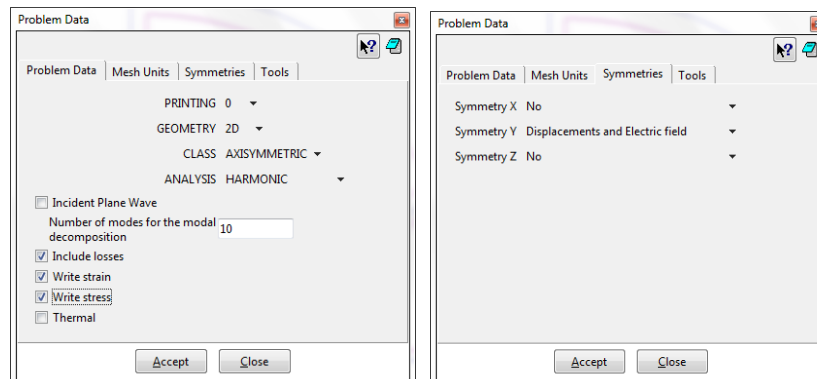 Problem Data
Problem Data Mesh Units Symmetries Tools
PRINTING 0
GEOMETRY 2D
CLASS AXISYMMETRIC
ANALYSIS HARMONIC
Incident Plane Wave
Number of modes for the modal
decomposition 10
Include losses
Write strain
Write stress
Thermal
Accept Close
Problem Data
Problem Data Mesh Units Symmetries Tools
Symmetry X No
Symmetry Y Displacements and Electric field
Symmetry Z No
Accept Close